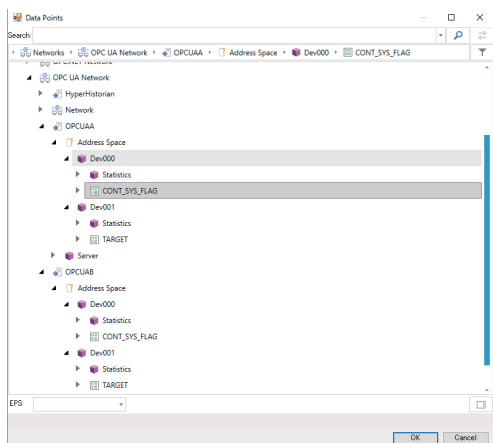 Data Points
Search:
Networks OPC UA Network OPCUAA Address Space Dev000 CONT_SYS_FLAG
OPC UA Network
HyperHistorian
Network
OPCUAA
Address Space
Dev000
Statistics
CONT_SYS_FLAG
Dev001
Statistics
TARGET
Server
OPCUAB
Address Space
Dev000
Statistics
CONT_SYS_FLAG
Dev001
Statistics
TARGET
EPS:
OK Cancel